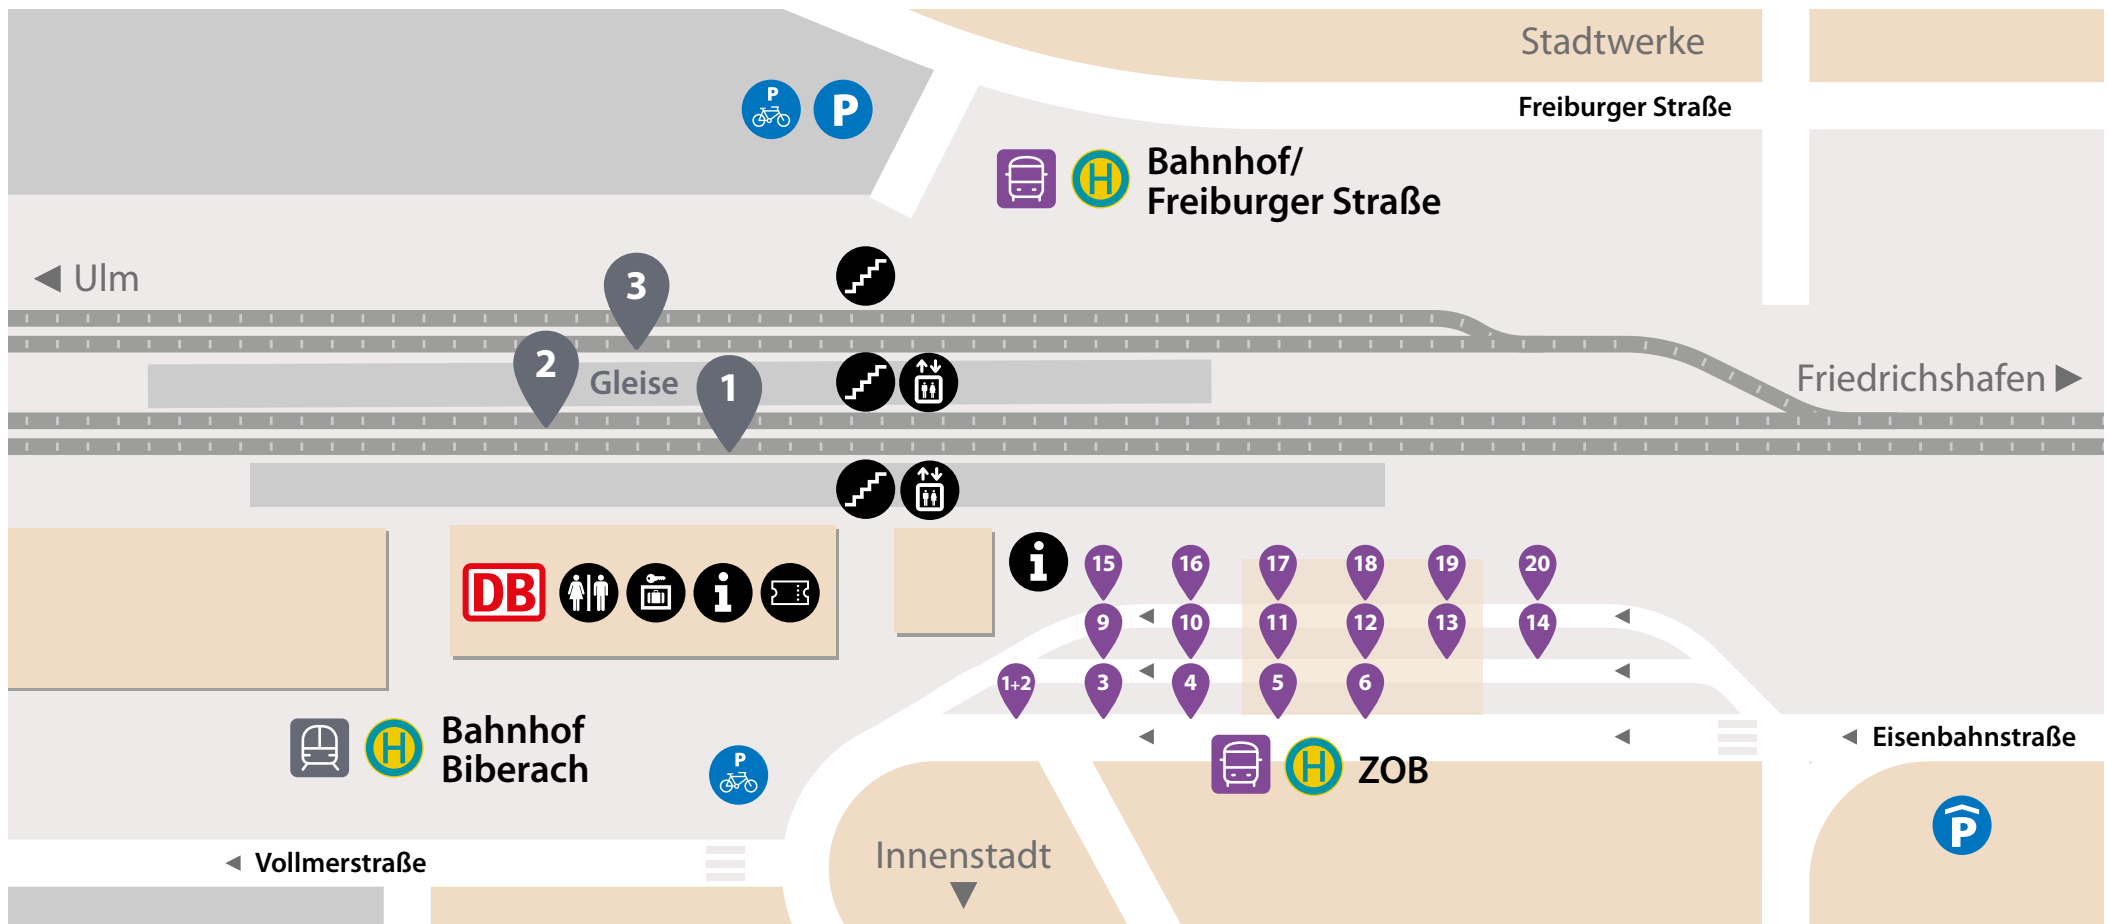 Stadtwerke
Freiburger Straße
P
P
H
Bahnhof/
Freiburger Straße
Ulm
3
2
Gleise
1
Friedrichshafen
DB
i
i
15
16
17
18
19
20
9
10
11
12
13
14
1+2
3
4
5
6
H
Bahnhof
Biberach
P
H
ZOB
Eisenbahnstraße
P
Innenstadt
Vollmerstraße